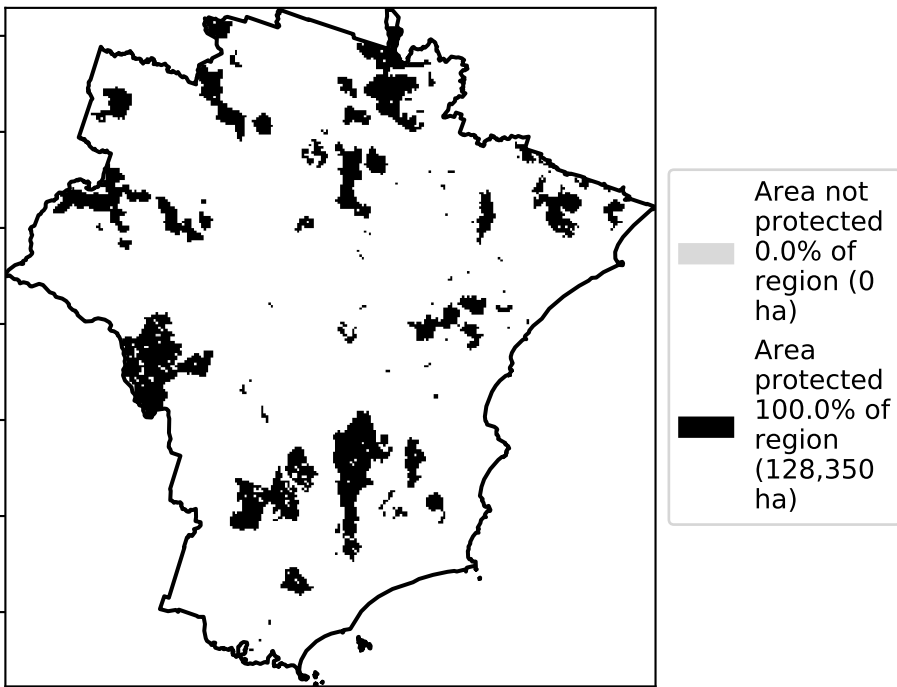 Area not
protected
0.0% of
region (0
ha)
Area
protected
100.0% of
region
(128,350
ha)